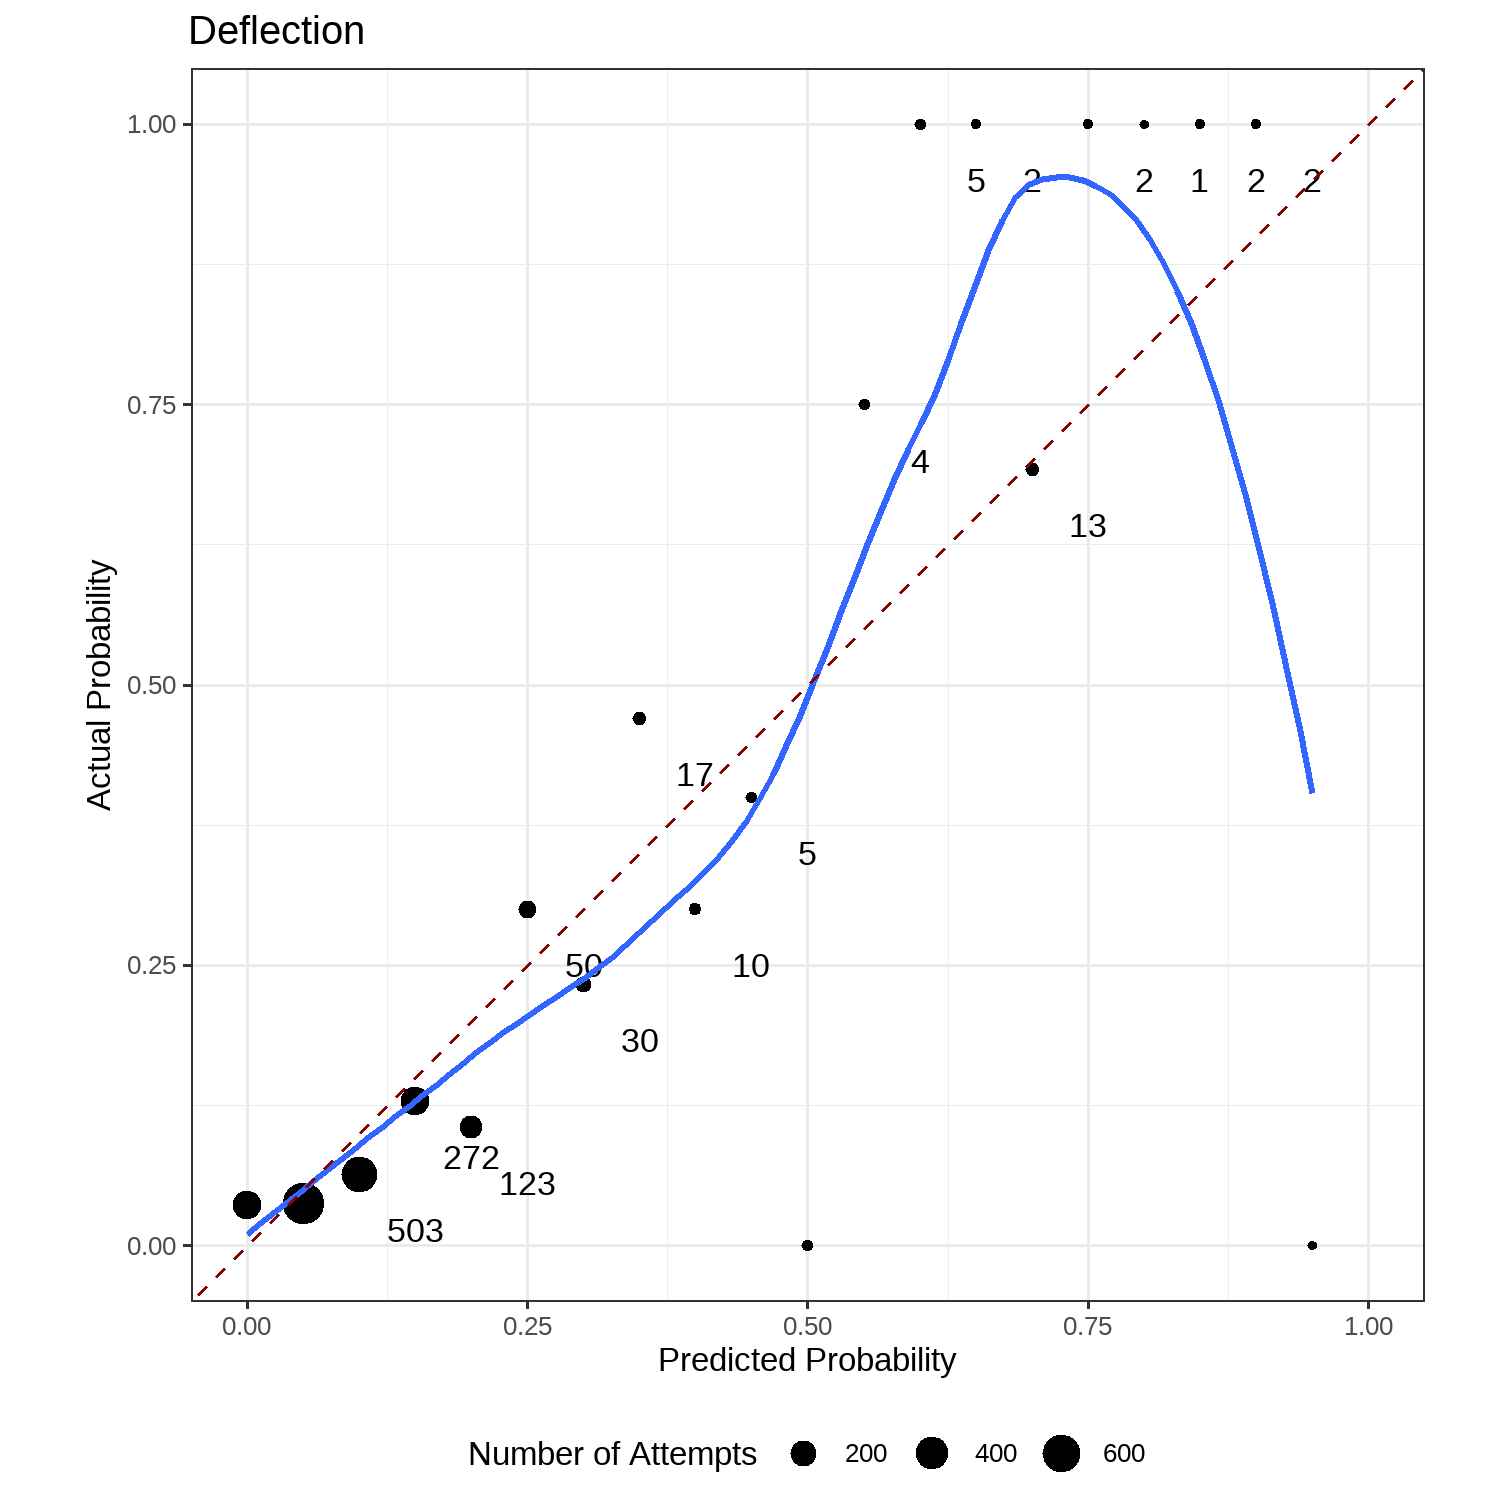 Deflection
1.00
5 2 2 1 2 2
0.75
4
13
Actual Probability
0.50
17
5
0.25
50
10
30
272
123
503
0.00
0.00 0.25 0.50 0.75 1.00
Predicted Probability
Number of Attempts 200 400 600